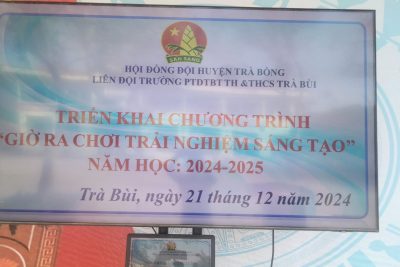 SẴN SÀNG
HỘI ĐỒNG ĐỘI HUYỆN TRÀ BỒNG
LIÊN ĐỘI TRƯỜNG PTDTBT TH &THCS TRÀ BÙI
TRIỂN KHAI CHƯƠNG TRÌNH
“GIỜ RA CHƠI TRẢI NGHIỆM SÁNG TẠO”
NĂM HỌC: 2024-2025
Trà Bùi, ngày 21 tháng 12 năm 2024